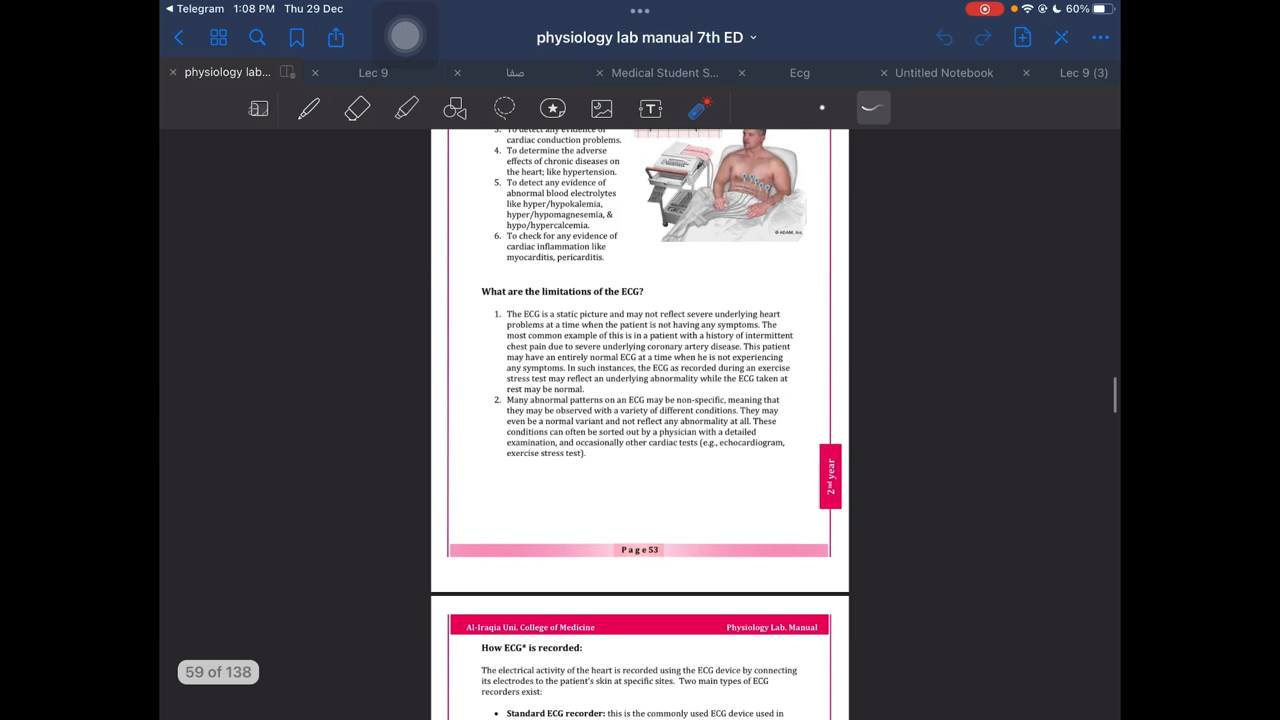 Telegram 1:08 PM Thu 29 Dec 60%
physiology lab manual 7th ED
physiology lab... Lec 9 صفا Medical Student S... Ecg Untitled Notebook Lec 9 (3)
3. To detect any evidence of
cardiac conduction problems.
4. To determine the adverse
effects of chronic diseases on
the heart; like hypertension.
5. To detect any evidence of
abnormal blood electrolytes
like hyper/hypokalemia,
hyper/hypomagnesemia, &
hypo/hypercalcemia.
6. To check for any evidence of
cardiac inflammation like
myocarditis, pericarditis.
© ADAM, Inc.
What are the limitations of the ECG?
1. The ECG is a static picture and may not reflect severe underlying heart
problems at a time when the patient is not having any symptoms. The
most common example of this is in a patient with a history of intermittent
chest pain due to severe underlying coronary artery disease. This patient
may have an entirely normal ECG at a time when he is not experiencing
any symptoms. In such instances, the ECG as recorded during an exercise
stress test may reflect an underlying abnormality while the ECG taken at
rest may be normal.
2. Many abnormal patterns on an ECG may be non-specific, meaning that
they may be observed with a variety of different conditions. They may
even be a normal variant and not reflect any abnormality at all. These
conditions can often be sorted out by a physician with a detailed
examination, and occasionally other cardiac tests (e.g., echocardiogram,
exercise stress test).
2nd year
Page 53
Al-Iraqia Uni. College of Medicine Physiology Lab. Manual
How ECG* is recorded:
The electrical activity of the heart is recorded using the ECG device by connecting
its electrodes to the patient's skin at specific sites. Two main types of ECG
recorders exist:
• Standard ECG recorder: this is the commonly used ECG device used in
59 of 138